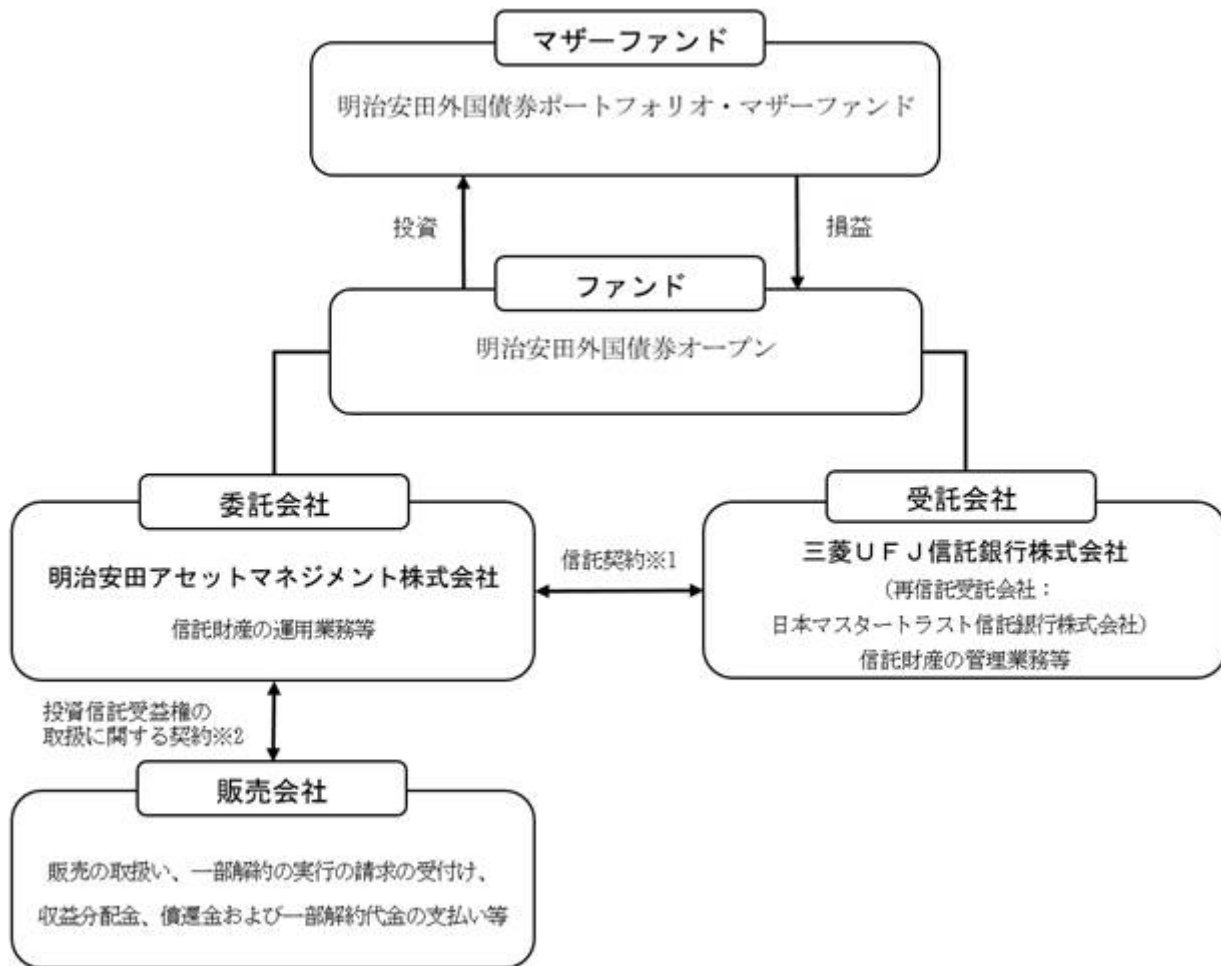 マザーファンド
明治安田外国債券ポートフォリオ・マザーファンド
投資
損益
ファンド
明治安田外国債券オープン
委託会社
明治安田アセットマネジメント株式会社
信託財産の運用業務等
信託契約※1
受託会社
三菱UFJ信託銀行株式会社
(再信託受託会社:
日本マスタートラスト信託銀行株式会社)
信託財産の管理業務等
投資信託受益権の
取扱に関する契約※2
販売会社
販売の取扱い、一部解約の実行の請求の受付け、
収益分配金、償還金および一部解約代金の支払い等